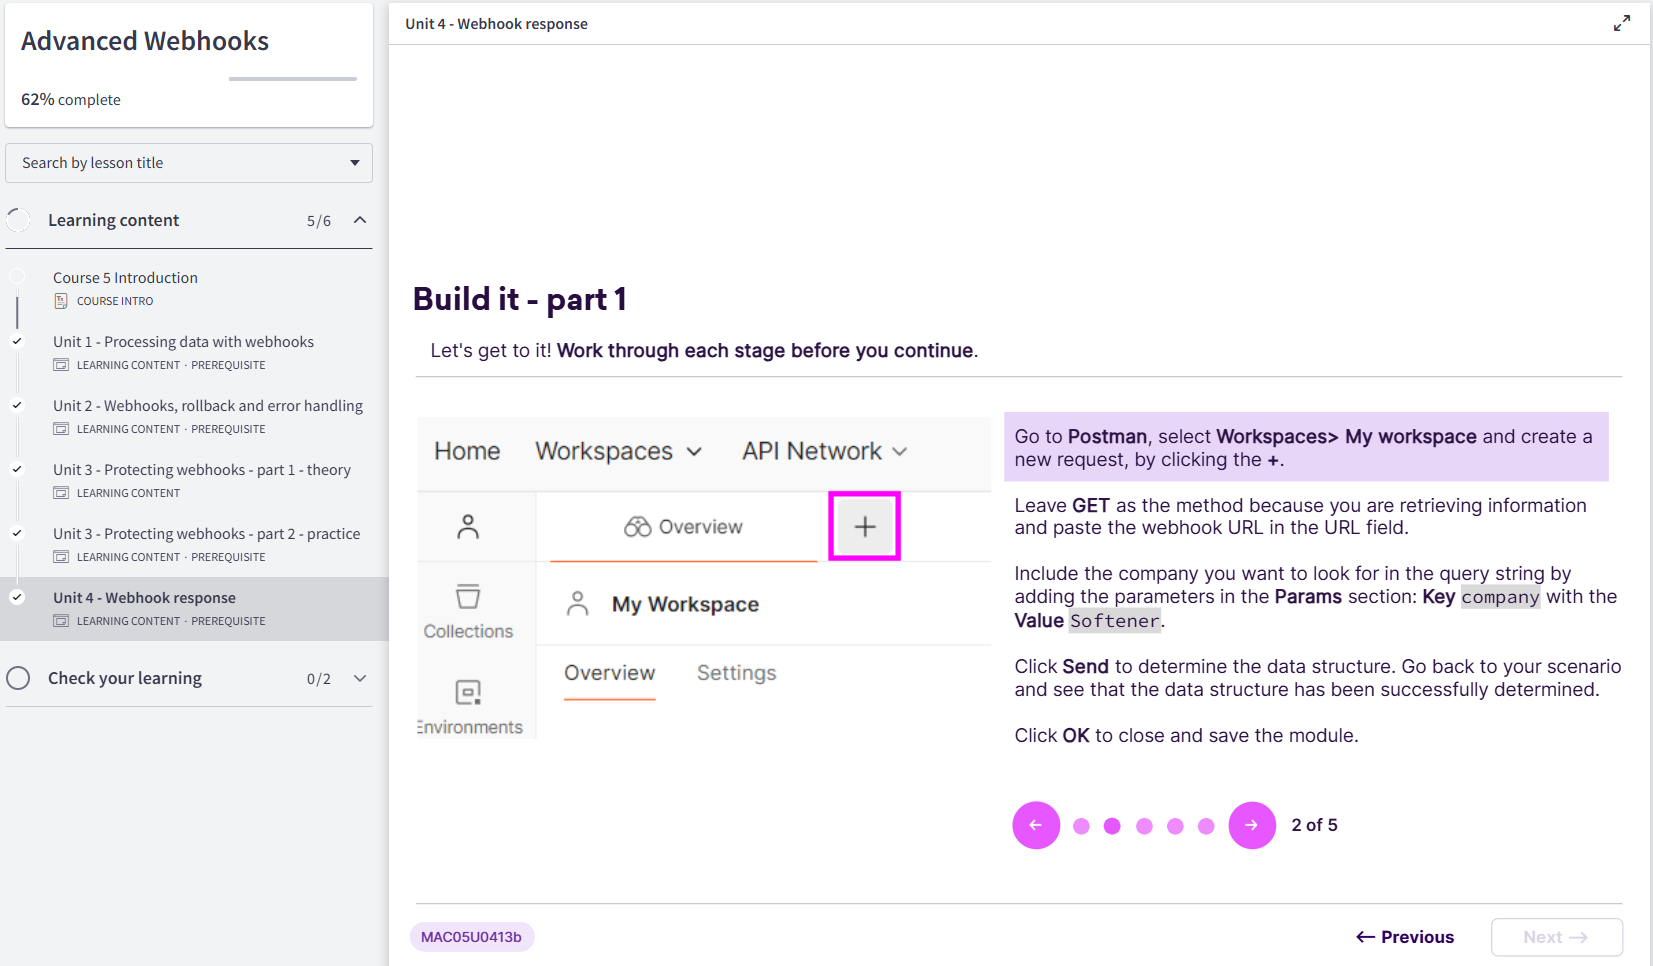 Advanced Webhooks
62% complete
Search by lesson title
Learning content 5/6
Course 5 Introduction
COURSE INTRO
Unit 1 - Processing data with webhooks
LEARNING CONTENT · PREREQUISITE
Unit 2 - Webhooks, rollback and error handling
LEARNING CONTENT · PREREQUISITE
Unit 3 - Protecting webhooks - part 1 - theory
LEARNING CONTENT
Unit 3 - Protecting webhooks - part 2 - practice
LEARNING CONTENT · PREREQUISITE
Unit 4 - Webhook response
LEARNING CONTENT · PREREQUISITE
Check your learning 0/2
Unit 4 - Webhook response
Build it - part 1
Let's get to it! Work through each stage before you continue.
Home Workspaces API Network
Overview +
My Workspace
Collections
Overview Settings
Environments
Go to Postman, select Workspaces> My workspace and create a
new request, by clicking the +.
Leave GET as the method because you are retrieving information
and paste the webhook URL in the URL field.
Include the company you want to look for in the query string by
adding the parameters in the Params section: Key company with the
Value Softener.
Click Send to determine the data structure. Go back to your scenario
and see that the data structure has been successfully determined.
Click OK to close and save the module.
← → 2 of 5
MAC05U0413b
← Previous Next →